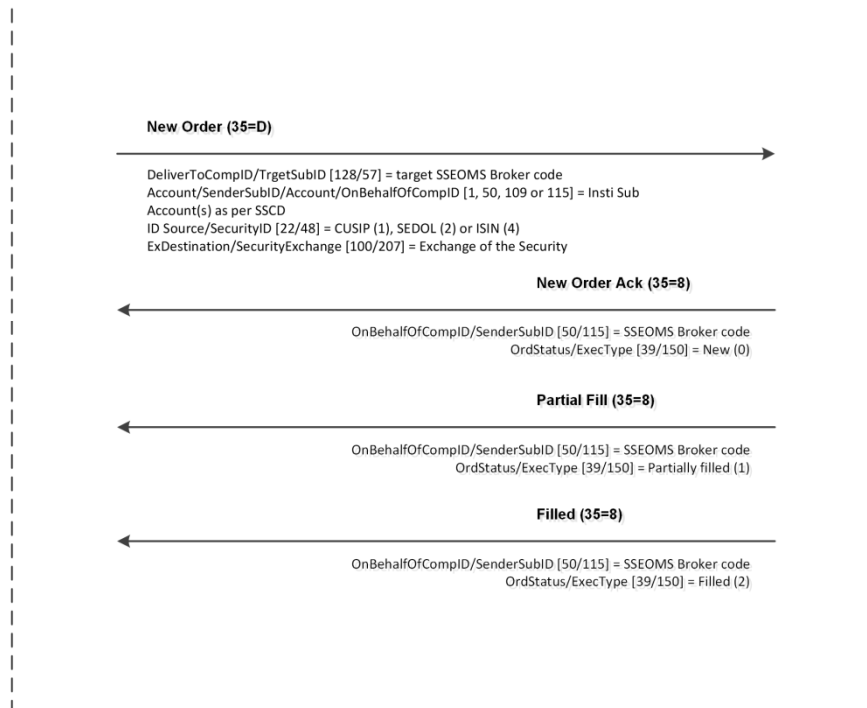 New Order (35=D)
DeliverToCompID/TrgetSubID [128/57] = target SSEOMS Broker code
Account/SenderSubID/Account/OnBehalfOfCompID [1, 50, 109 or 115] = Insti Sub
Account(s) as per SSCD
ID Source/SecurityID [22/48] = CUSIP (1), SEDOL (2) or ISIN (4)
ExDestination/SecurityExchange [100/207] = Exchange of the Security
New Order Ack (35=8)
OnBehalfOfCompID/SenderSubID [50/115] = SSEOMS Broker code
OrdStatus/ExecType [39/150] = New (0)
Partial Fill (35=8)
OnBehalfOfCompID/SenderSubID [50/115] = SSEOMS Broker code
OrdStatus/ExecType [39/150] = Partially filled (1)
Filled (35=8)
OnBehalfOfCompID/SenderSubID [50/115] = SSEOMS Broker code
OrdStatus/ExecType [39/150] = Filled (2)